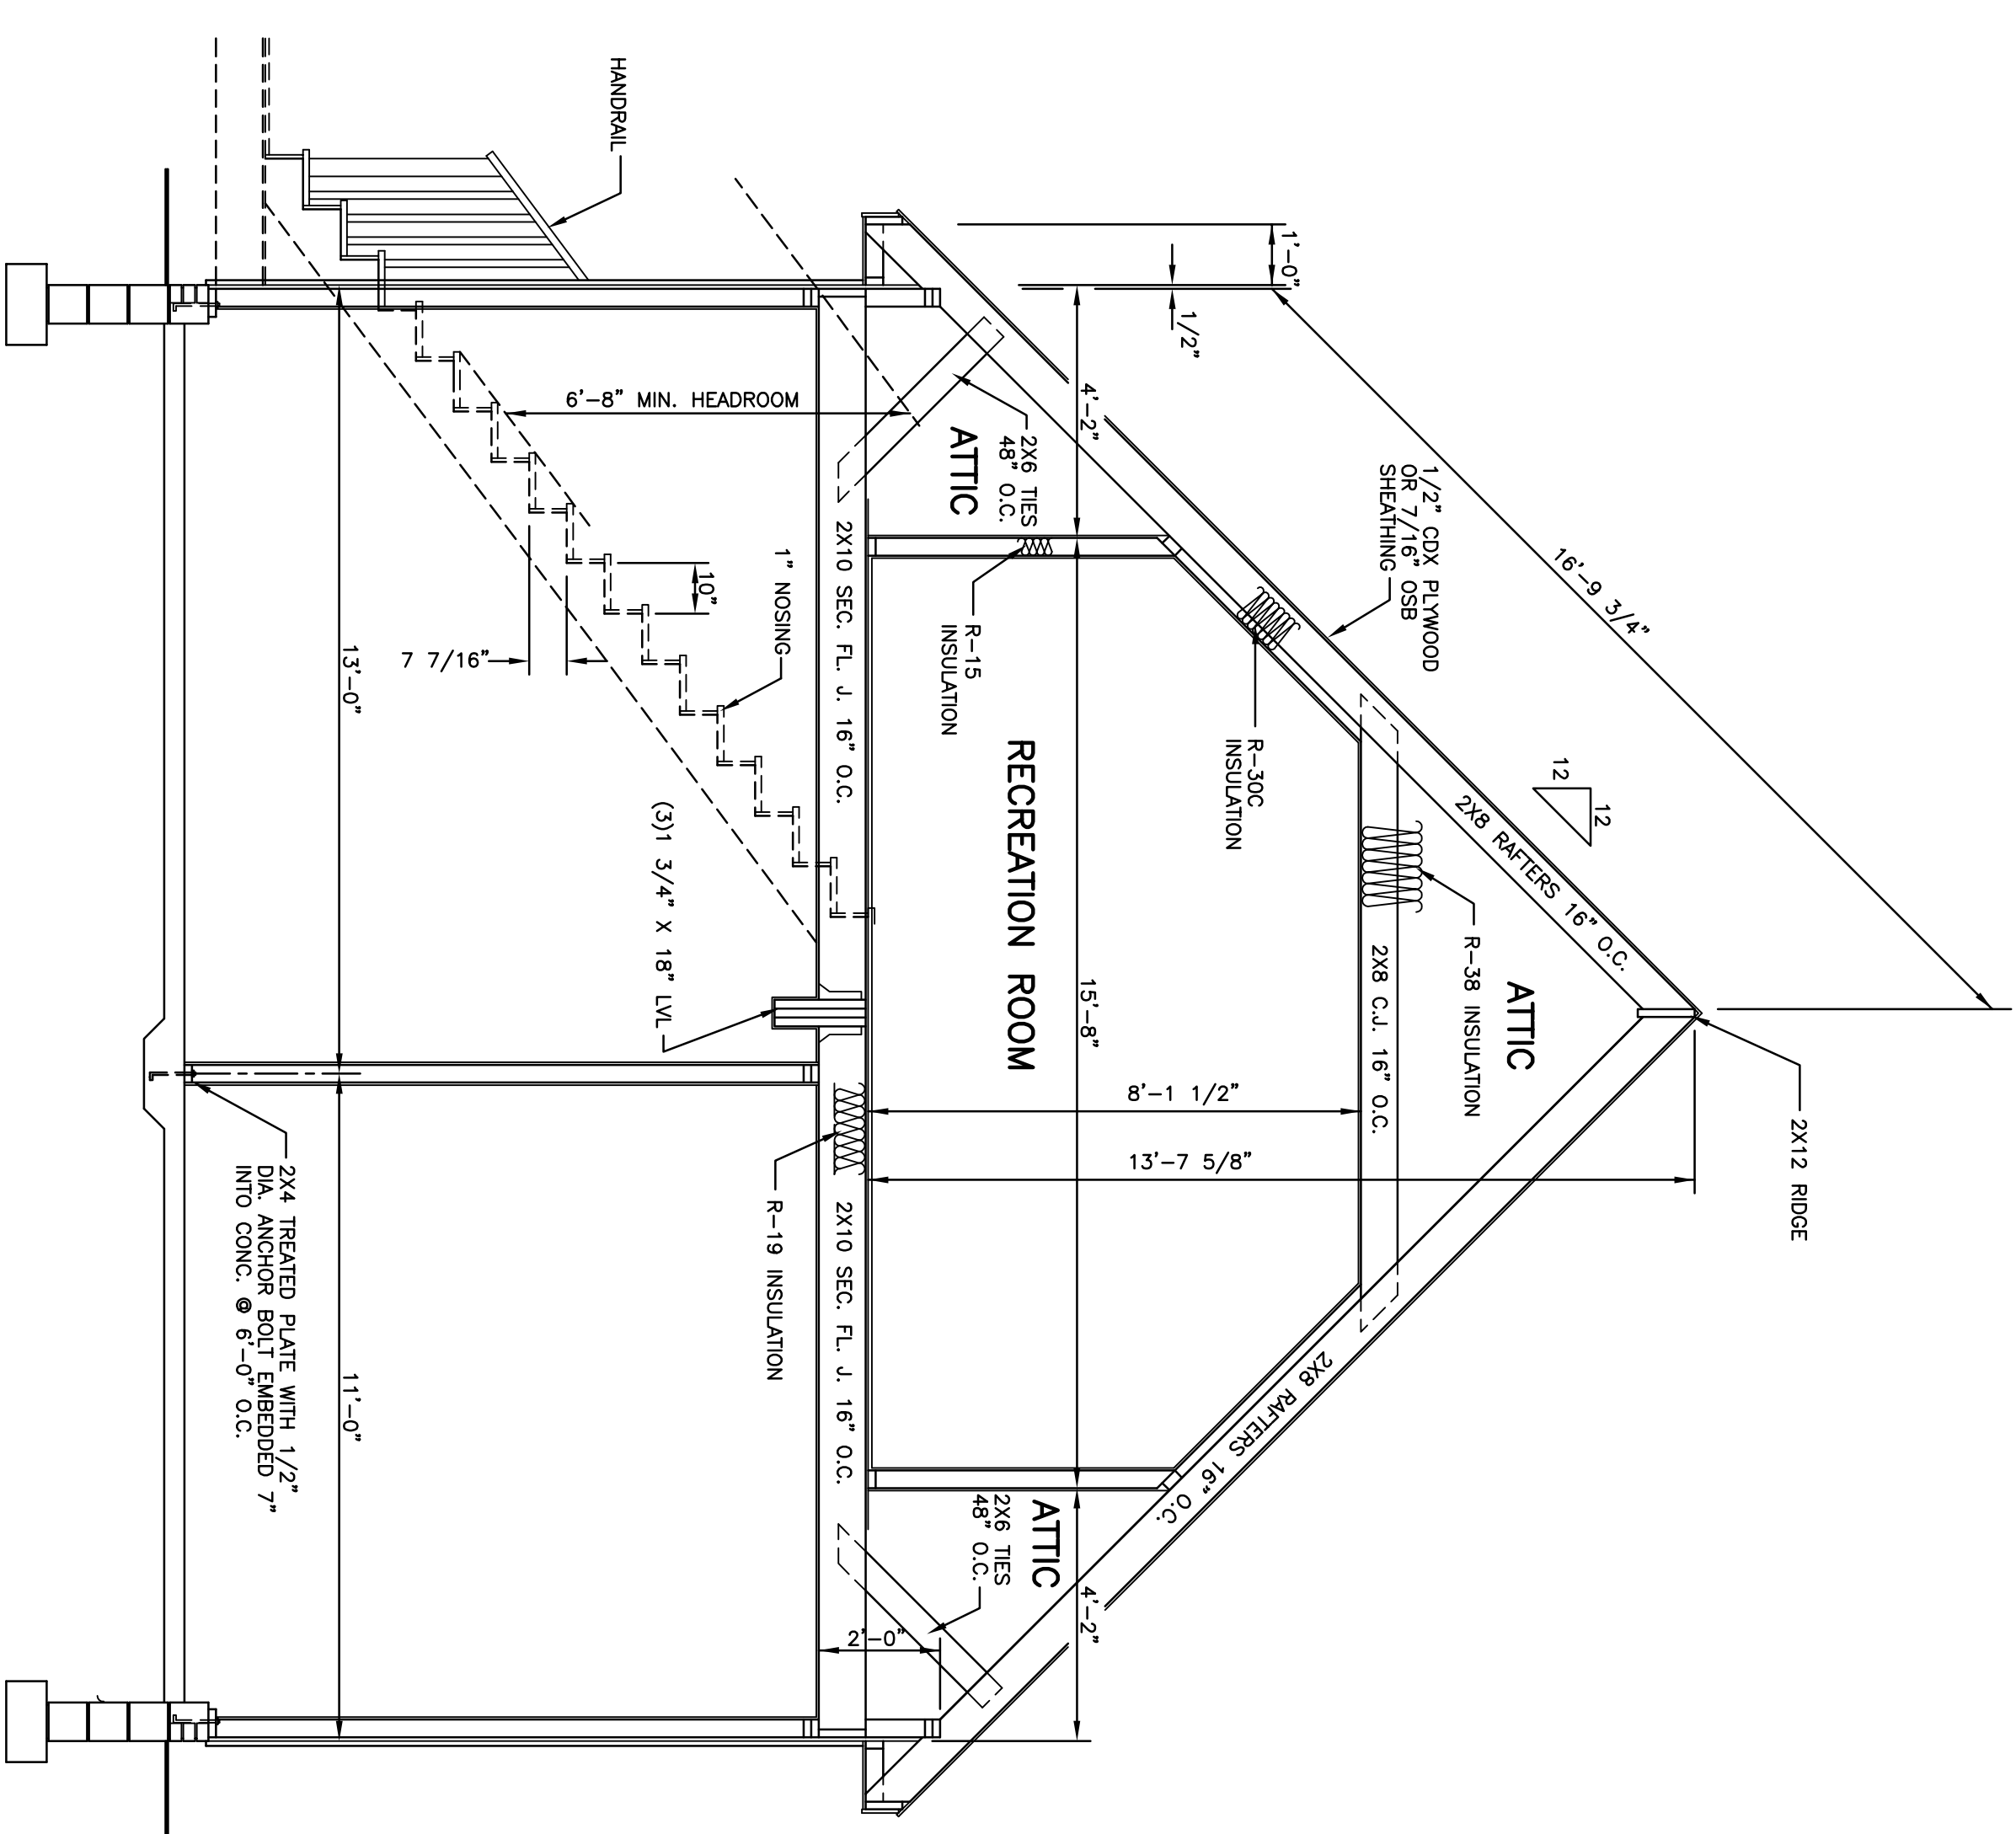 2X12 RIDGE
16'-9 3/4"
12
12
ATTIC
2X8 RAFTERS 16" O.C.
R-38 INSULATION
2X8 C.J. 16" O.C.
1/2" CDX PLYWOOD
OR 7/16" OSB
SHEATHING
2X8 RAFTERS 16" O.C.
1'-0"
1/2"
R-30C
INSULATION
4'-2"
15'-8"
4'-2"
8'-1 1/2"
13'-7 5/8"
2X6 TIES
48" O.C.
ATTIC
RECREATION ROOM
ATTIC
2X6 TIES
48" O.C.
R-15
INSULATION
2'-0"
2X10 SEC. FL. J. 16" O.C.
2X10 SEC. FL. J. 16" O.C.
6'-8" MIN. HEADROOM
1" NOSING
R-19 INSULATION
10"
(3)1 3/4" X 18" LVL
HANDRAIL
7 7/16"
13'-0"
11'-0"
2X4 TREATED PLATE WITH 1/2"
DIA. ANCHOR BOLT EMBEDDED 7"
INTO CONC. @ 6'-0" O.C.